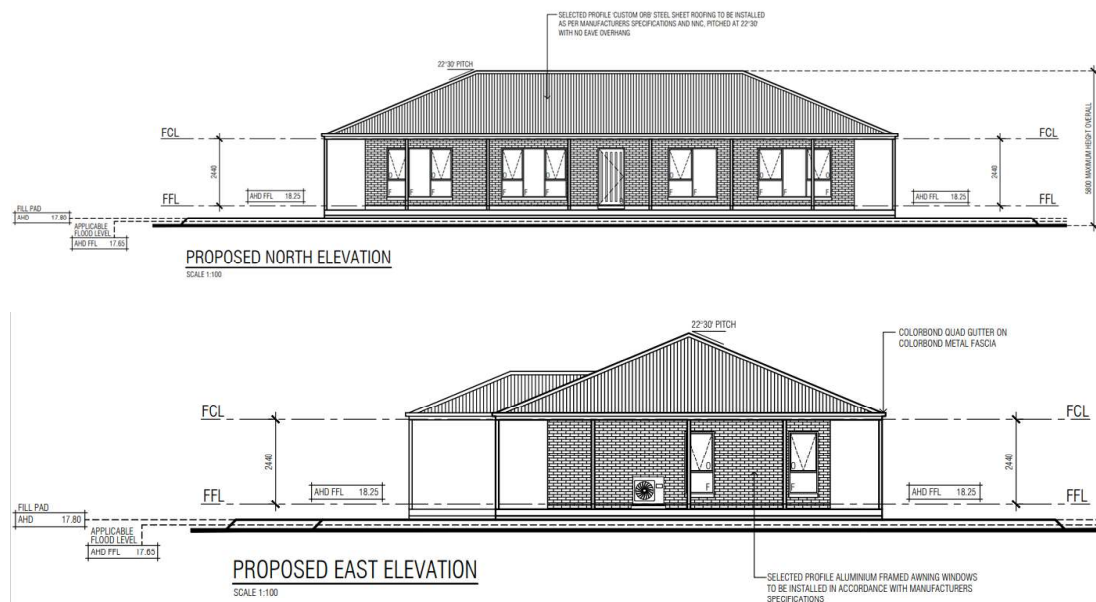 SELECTED PROFILE 'CUSTOM ORB' STEEL SHEET ROOFING TO BE INSTALLED
AS PER MANUFACTURERS SPECIFICATIONS AND NNC, PITCHED AT 22°30'
WITH NO EAVE OVERHANG
22°30' PITCH
FCL
FCL
2440
2440
5800 MAXIMUM HEIGHT OVERALL
AHD FFL 18.25
AHD FFL 18.25
FFL
FFL
O
F
F
O
F
F
F
O
F
F
O
F
F
F
FILL PAD
AHD 17.80
APPLICABLE
FLOOD LEVEL
AHD FFL 17.65
PROPOSED NORTH ELEVATION
SCALE 1:100
22°30' PITCH
COLORBOND QUAD GUTTER ON
COLORBOND METAL FASCIA
FCL
FCL
2440
2440
O
O
F
F
AHD FFL 18.25
AHD FFL 18.25
FFL
FFL
FILL PAD
AHD 17.80
APPLICABLE
FLOOD LEVEL
AHD FFL 17.65
PROPOSED EAST ELEVATION
SCALE 1:100
SELECTED PROFILE ALUMINIUM FRAMED AWNING WINDOWS
TO BE INSTALLED IN ACCORDANCE WITH MANUFACTURERS
SPECIFICATIONS